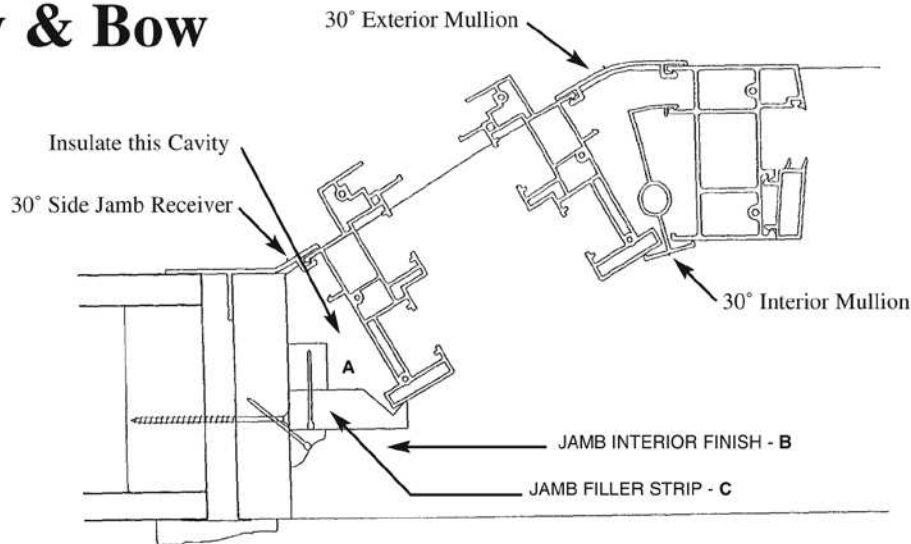 & Bow
30° Exterior Mullion
Insulate this Cavity
30° Side Jamb Receiver
30° Interior Mullion
A
JAMB INTERIOR FINISH - B
JAMB FILLER STRIP - C